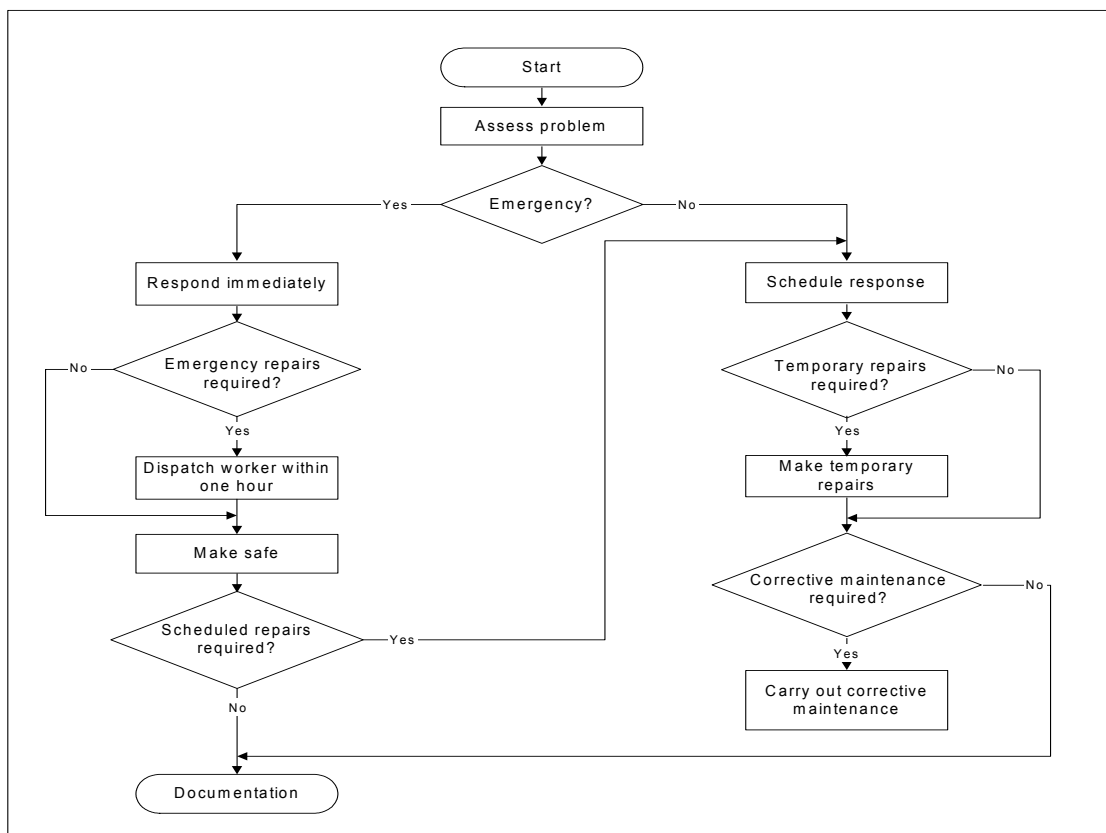 Start
Assess problem
Emergency?
Yes
No
Respond immediately
Schedule response
Emergency repairs
required?
No
Yes
Temporary repairs
required?
No
Yes
Dispatch worker within
one hour
Make temporary
repairs
Make safe
Corrective maintenance
required?
No
Yes
Scheduled repairs
required?
Yes
No
Carry out corrective
maintenance
Documentation